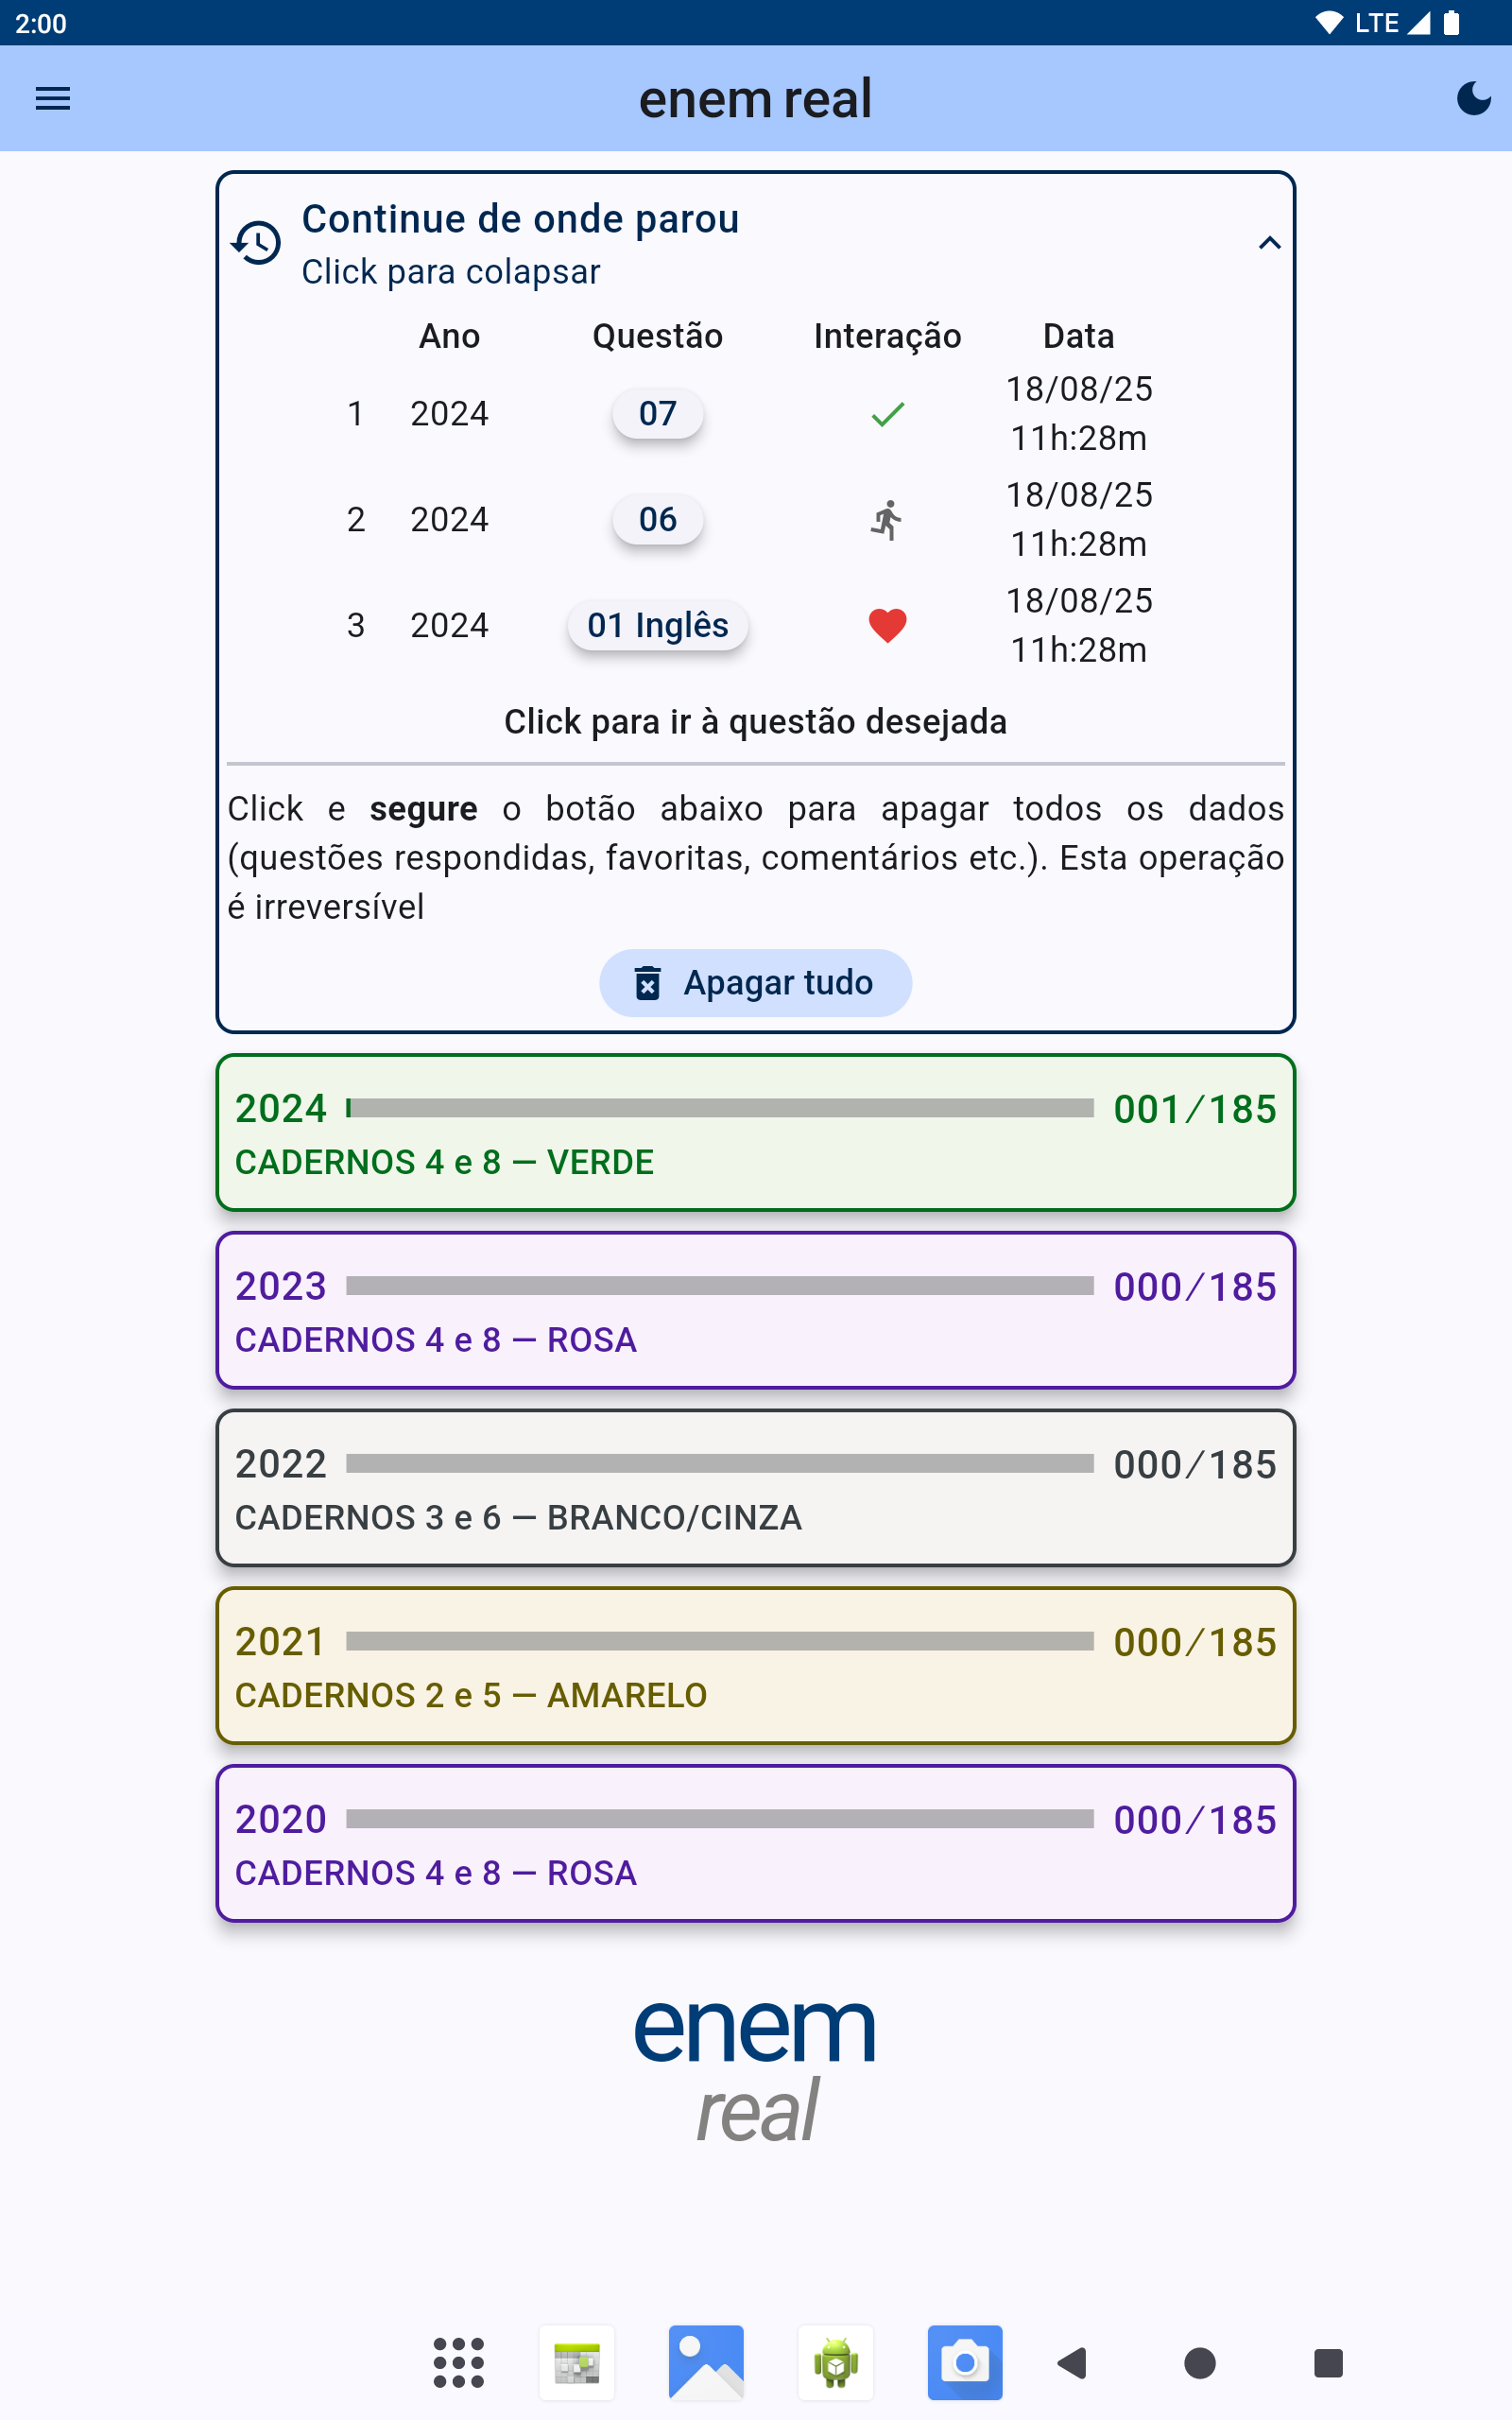 2:00
LTE
enem real
Continue de onde parou
Click para colapsar
Ano Questão Interação Data
1 2024 07 18/08/25 11h:28m
2 2024 06 18/08/25 11h:28m
3 2024 01 Inglês 18/08/25 11h:28m
Click para ir à questão desejada
Click e segure o botão abaixo para apagar todos os dados
(questões respondidas, favoritas, comentários etc.). Esta operação
é irreversível
Apagar tudo
2024 001/185
CADERNOS 4 e 8 — VERDE
2023 000/185
CADERNOS 4 e 8 — ROSA
2022 000/185
CADERNOS 3 e 6 — BRANCO/CINZA
2021 000/185
CADERNOS 2 e 5 — AMARELO
2020 000/185
CADERNOS 4 e 8 — ROSA
enem
real